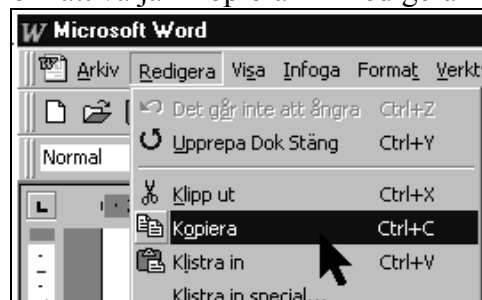 Microsoft Word
Arkiv Redigera Visa Infoga Format Verkt
Det går inte att ångra Ctrl+Z
Upprepa Dok Stäng Ctrl+Y
Normal
Klipp ut Ctrl+X
Kopiera Ctrl+C
Klistra in Ctrl+V
Klistra in special...